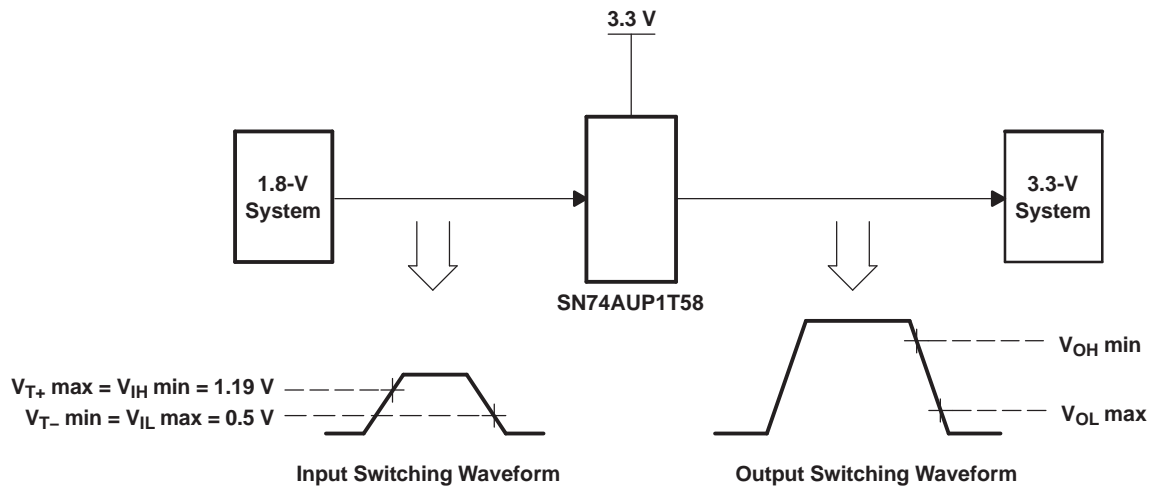 3.3 V
1.8-V
System
3.3-V
System
SN74AUP1T58
VT+ max = VIH min = 1.19 V
VT− min = VIL max = 0.5 V
VOH min
VOL max
Input Switching Waveform
Output Switching Waveform